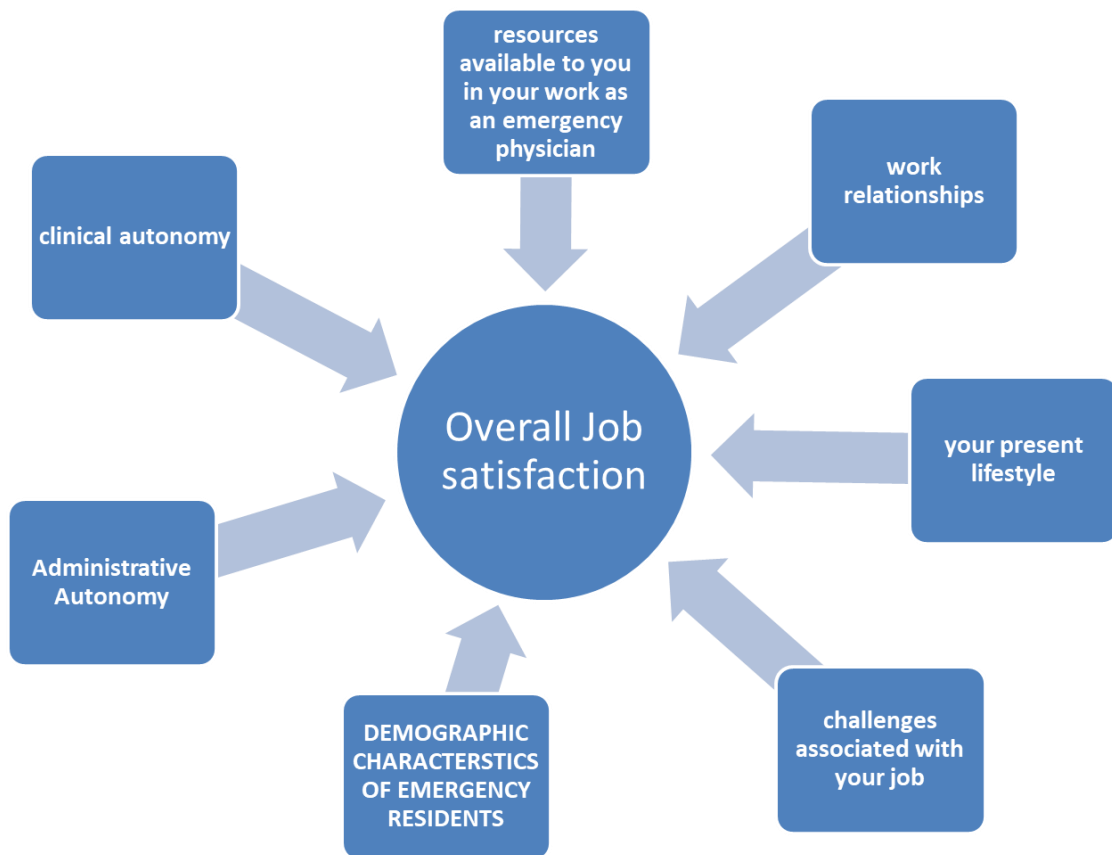 resources
available to you
in your work as
an emergency
physician
work
relationships
clinical autonomy
Overall Job
satisfaction
your present
lifestyle
Administrative
Autonomy
challenges
associated with
your job
DEMOGRAPHIC
CHARACTERSTICS
OF EMERGENCY
RESIDENTS